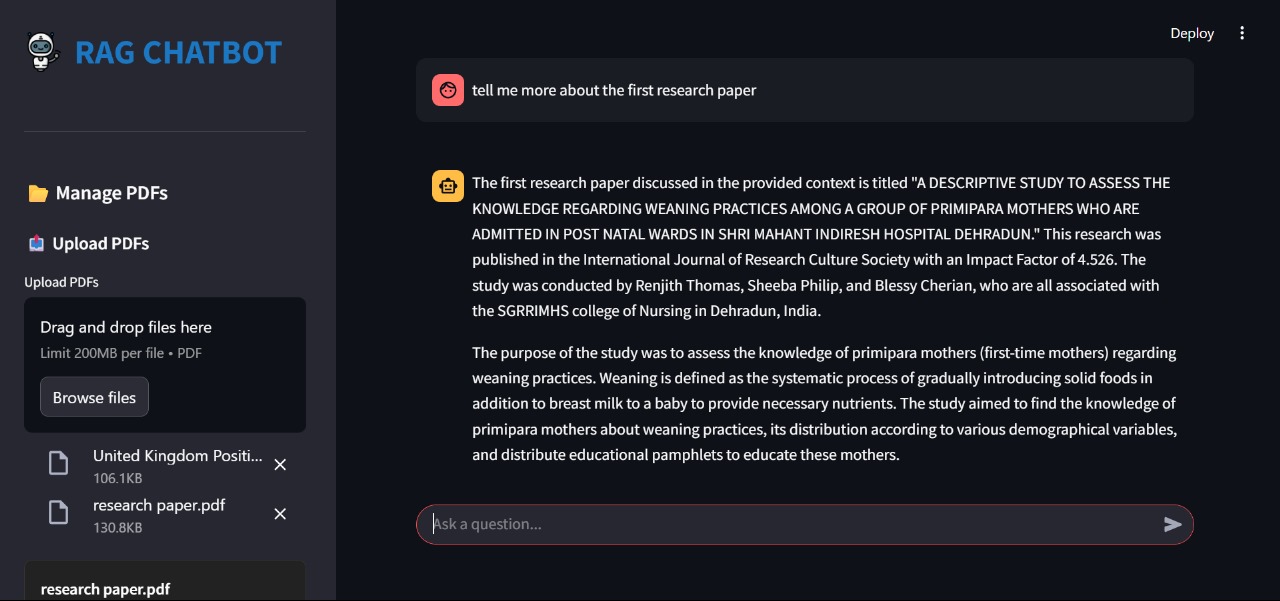 RAG CHATBOT
Manage PDFs
Upload PDFs
Upload PDFs
Drag and drop files here
Limit 200MB per file • PDF
Browse files
United Kingdom Positi...
106.1KB
research paper.pdf
130.8KB
research paper.pdf
Deploy
tell me more about the first research paper
The first research paper discussed in the provided context is titled "A DESCRIPTIVE STUDY TO ASSESS THE
KNOWLEDGE REGARDING WEANING PRACTICES AMONG A GROUP OF PRIMIPARA MOTHERS WHO ARE
ADMITTED IN POST NATAL WARDS IN SHRI MAHANT INDIRESH HOSPITAL DEHRADUN." This research was
published in the International Journal of Research Culture Society with an Impact Factor of 4.526. The
study was conducted by Renjith Thomas, Sheeba Philip, and Blessy Cherian, who are all associated with
the SGRRIMHS college of Nursing in Dehradun, India.
The purpose of the study was to assess the knowledge of primipara mothers (first-time mothers) regarding
weaning practices. Weaning is defined as the systematic process of gradually introducing solid foods in
addition to breast milk to a baby to provide necessary nutrients. The study aimed to find the knowledge of
primipara mothers about weaning practices, its distribution according to various demographical variables,
and distribute educational pamphlets to educate these mothers.
Ask a question...